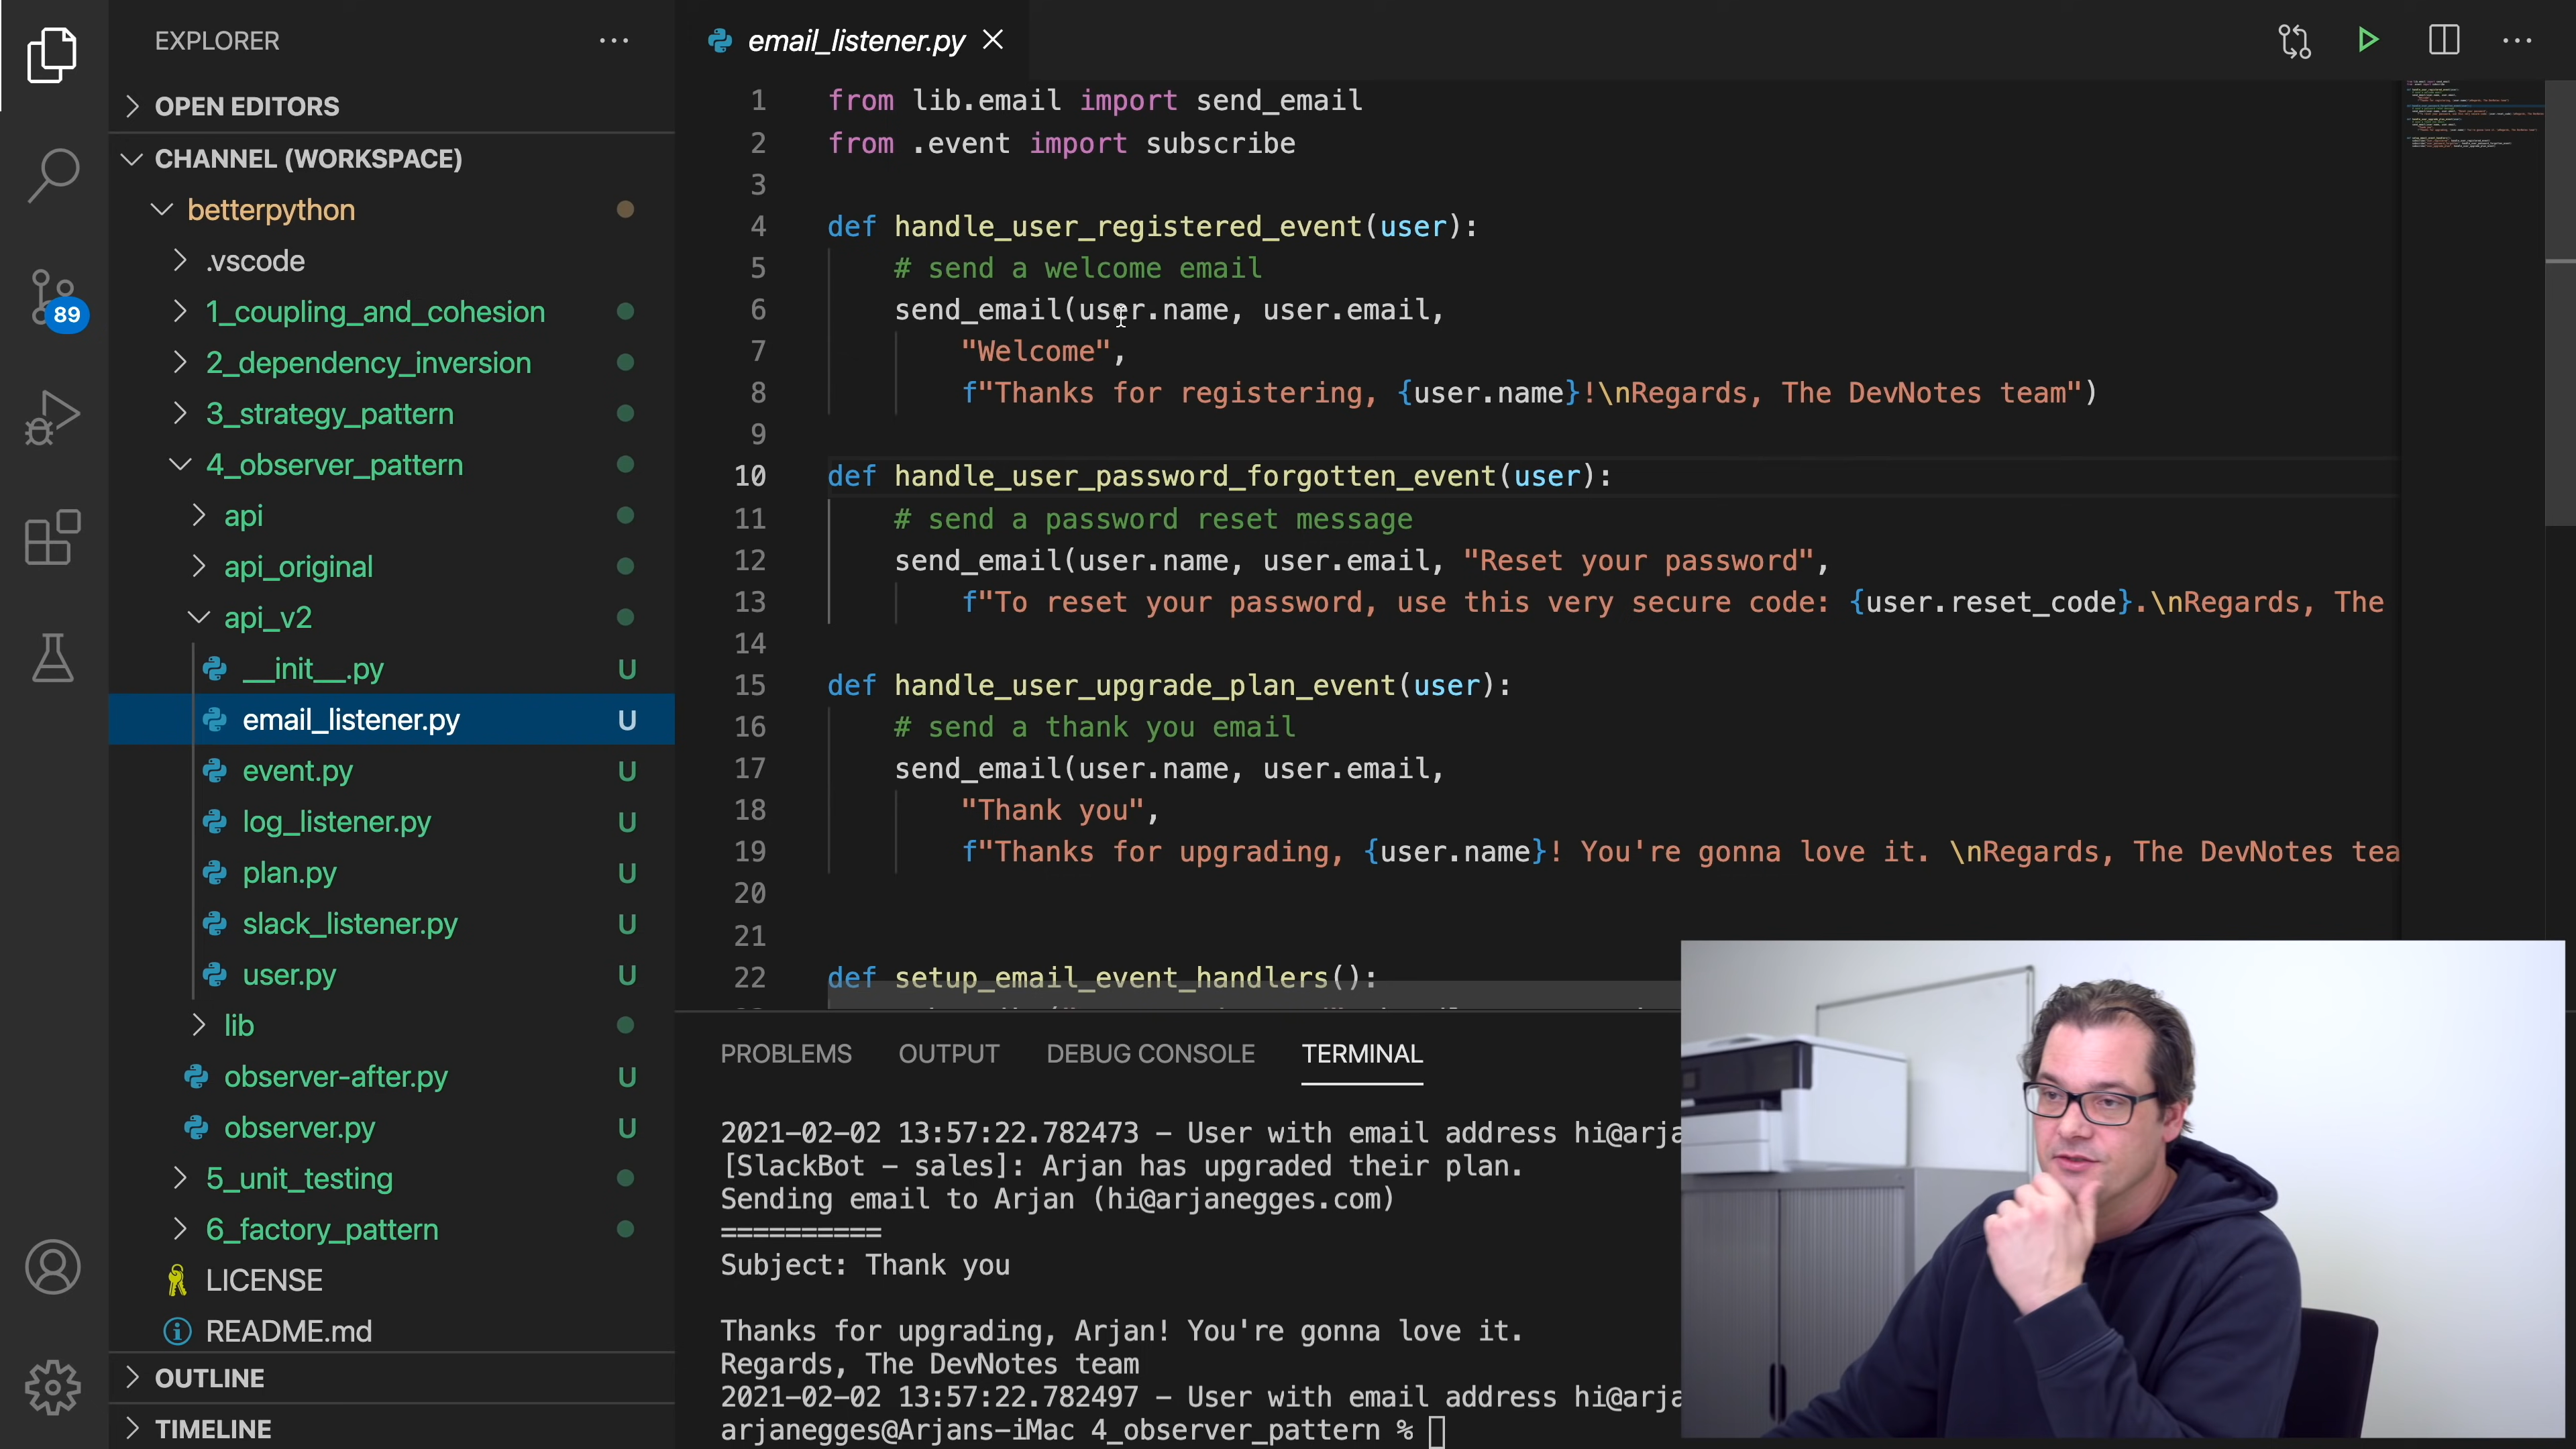 EXPLORER
OPEN EDITORS
CHANNEL (WORKSPACE)
betterpython
.vscode
1_coupling_and_cohesion
2_dependency_inversion
3_strategy_pattern
4_observer_pattern
api
api_original
api_v2
__init__.py U
email_listener.py U
event.py U
log_listener.py U
plan.py U
slack_listener.py U
user.py U
lib
observer-after.py U
observer.py U
5_unit_testing
6_factory_pattern
LICENSE
README.md
OUTLINE
TIMELINE
89
email_listener.py
1 from lib.email import send_email
2 from .event import subscribe
3
4 def handle_user_registered_event(user):
5 # send a welcome email
6 send_email(user.name, user.email,
7 "Welcome",
8 f"Thanks for registering, {user.name}!\nRegards, The DevNotes team")
9
10 def handle_user_password_forgotten_event(user):
11 # send a password reset message
12 send_email(user.name, user.email, "Reset your password",
13 f"To reset your password, use this very secure code: {user.reset_code}.\nRegards, The
14
15 def handle_user_upgrade_plan_event(user):
16 # send a thank you email
17 send_email(user.name, user.email,
18 "Thank you",
19 f"Thanks for upgrading, {user.name}! You're gonna love it. \nRegards, The DevNotes tea
20
21
22 def setup_email_event_handlers():
PROBLEMS OUTPUT DEBUG CONSOLE TERMINAL
2021-02-02 13:57:22.782473 - User with email address hi@arja
[SlackBot - sales]: Arjan has upgraded their plan.
Sending email to Arjan (hi@arjanegges.com)
==========
Subject: Thank you
Thanks for upgrading, Arjan! You're gonna love it.
Regards, The DevNotes team
2021-02-02 13:57:22.782497 - User with email address hi@arja
arjanegges@Arjans-iMac 4_observer_pattern %